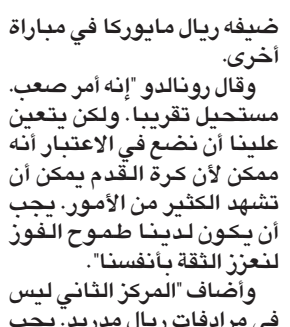 ضيفه ريال مايوركا في مباراة
أخرى.
وقال رونالدو "إنه أمر صعب.
مستحيل تقريبا. ولكن يتعين
علينا أن نضع في الاعتبار أنه
ممكن لأن كرة القدم يمكن أن
تشهد الكثير من الأمور. يجب
أن يكون لدينا طموح الفوز
لنعزز الثقة بأنفسنا".
وأضاف "المركز الثاني ليس
في مرادفات ريال مدريد. يجب